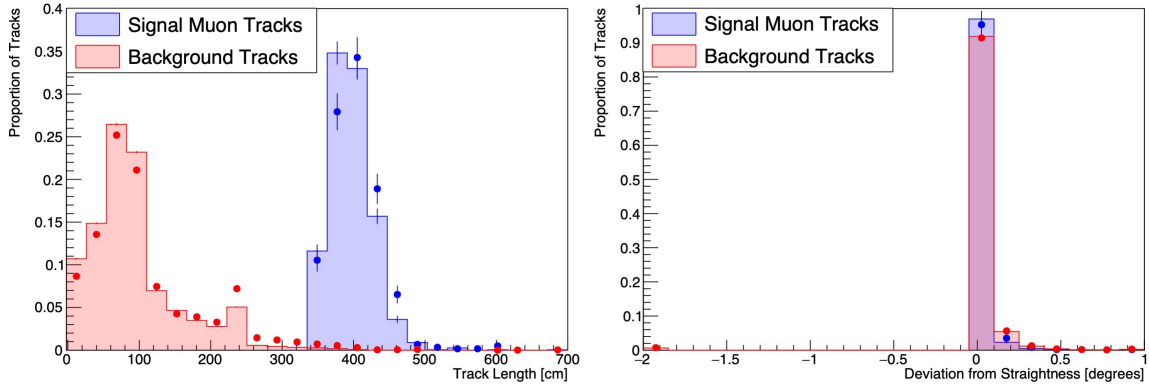 Proportion of Tracks
0.4
0.35
0.3
0.25
0.2
0.15
0.1
0.05
0
Signal Muon Tracks
Background Tracks
0 100 200 300 400 500 600 700
Track Length [cm]
Proportion of Tracks
1
0.9
0.8
0.7
0.6
0.5
0.4
0.3
0.2
0.1
0
Signal Muon Tracks
Background Tracks
−2 −1.5 −1 −0.5 0 0.5 1
Deviation from Straightness [degrees]